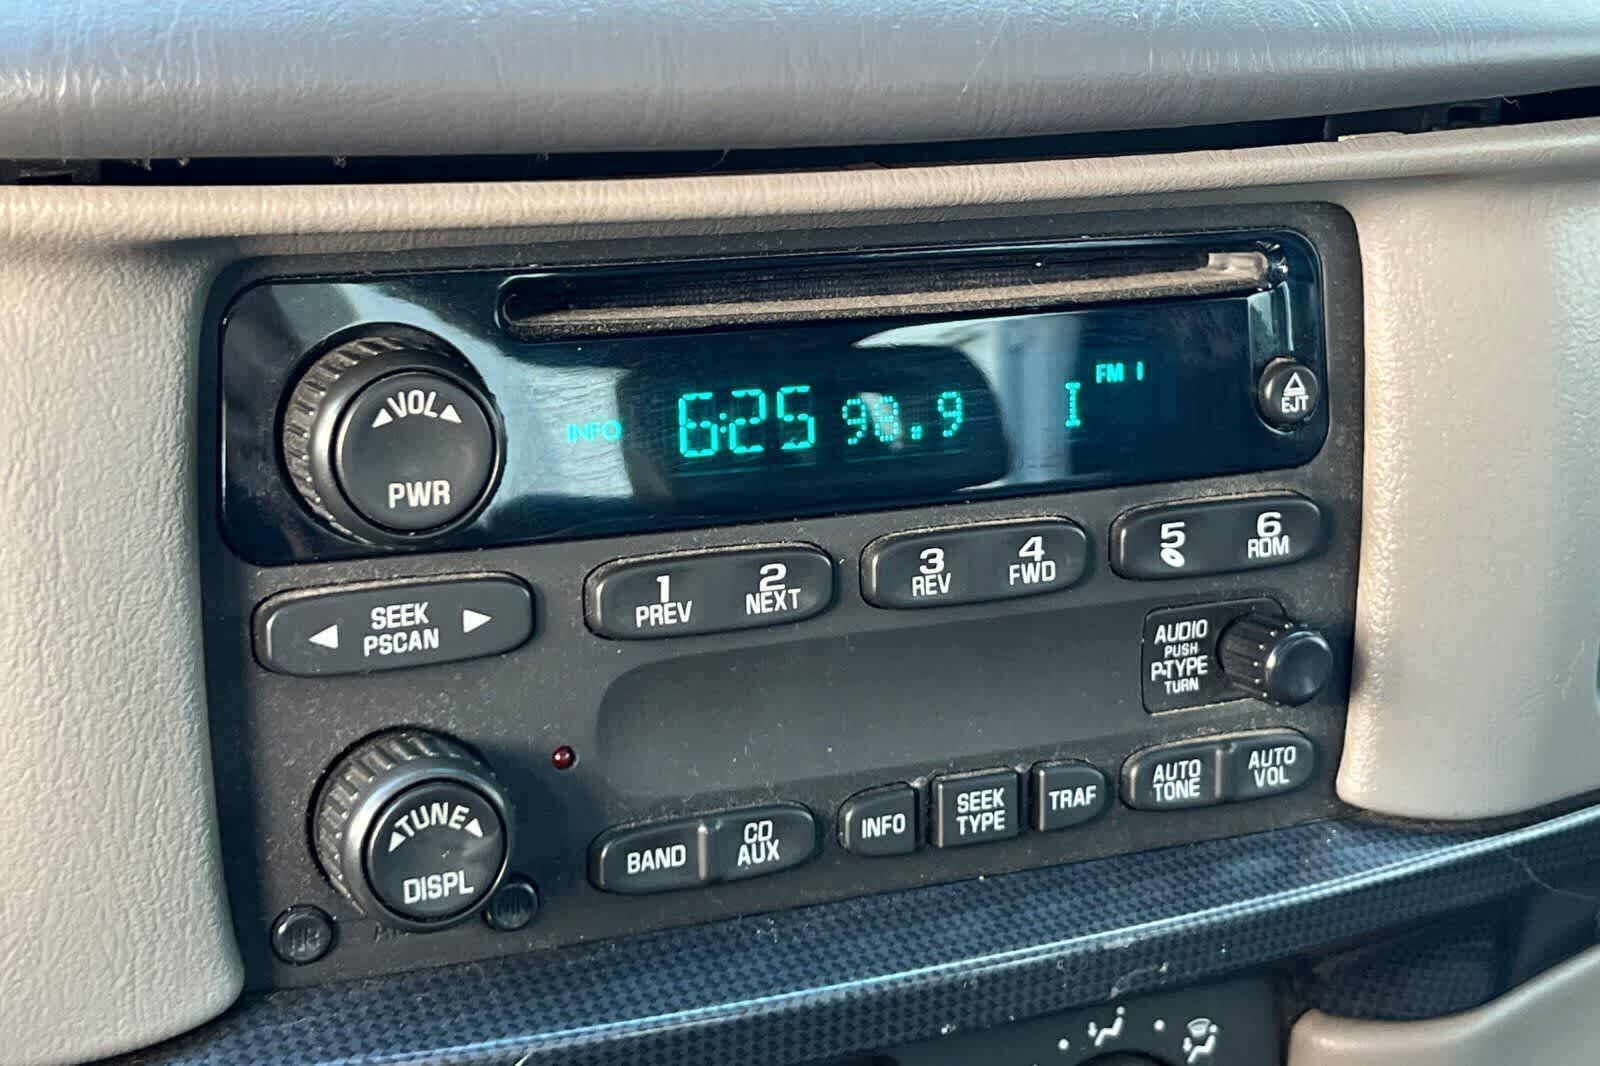 VOL
PWR
INFO 6:25 90.9 I FM 1
EJT
SEEK
PSCAN
1
PREV
2
NEXT
3
REV
4
FWD
5
6
RDM
AUDIO
PUSH
P-TYPE
TURN
TUNE
DISPL
BAND
CD
AUX
INFO
SEEK
TYPE
TRAF
AUTO
TONE
AUTO
VOL
HR